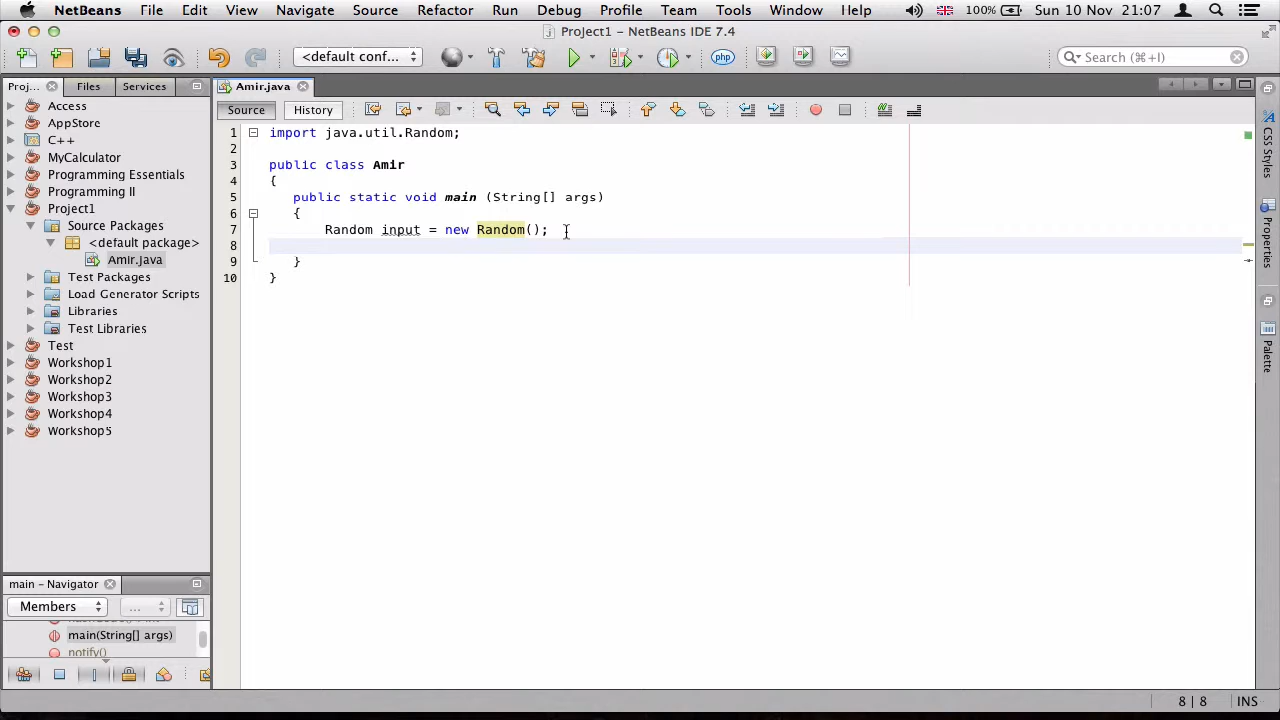 NetBeans File Edit View Navigate Source Refactor Run Debug Profile Team Tools Window Help 100% Sun 10 Nov 21:07
Project1 - NetBeans IDE 7.4
<default conf... php Search (⌘+I)
Proj... Files Services Amir.java
Source History
Access
AppStore
C++
MyCalculator
Programming Essentials
Programming II
Project1
Source Packages
<default package>
Amir.java
Test Packages
Load Generator Scripts
Libraries
Test Libraries
Test
Workshop1
Workshop2
Workshop3
Workshop4
Workshop5
1 import java.util.Random;
2
3 public class Amir
4 {
5 public static void main (String[] args)
6 {
7 Random input = new Random();
8
9 }
10 }
CSS Styles
Properties
Palette
main - Navigator
Members ...
main(String[] args)
notify()
8 | 8 INS